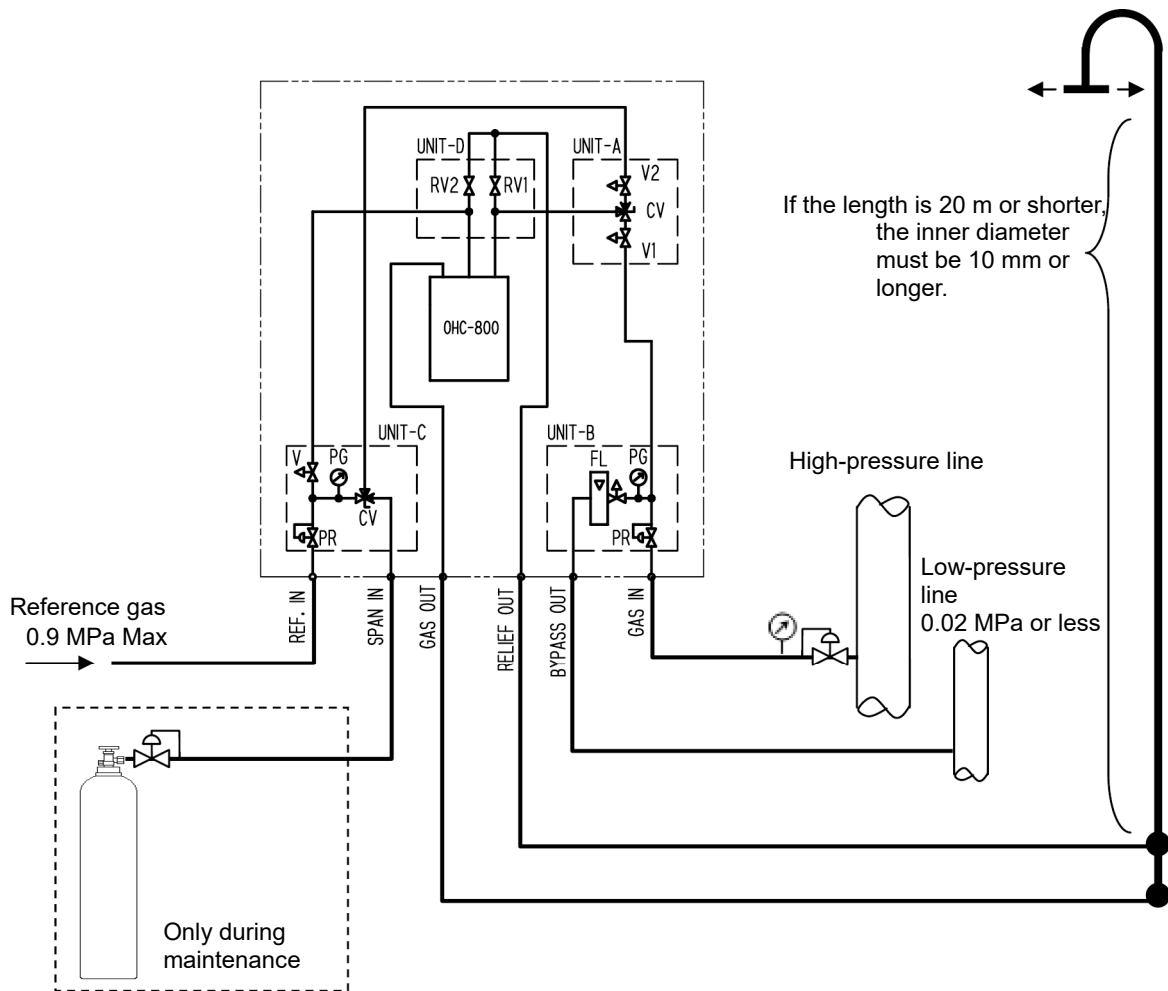 UNIT-D
UNIT-A
RV2
RV1
V2
CV
V1
If the length is 20 m or shorter,
the inner diameter
must be 10 mm or
longer.
OHC-800
UNIT-C
UNIT-B
V
PG
FL
PG
High-pressure line
CV
PR
PR
Low-pressure
line
0.02 MPa or less
Reference gas
0.9 MPa Max
REF. IN
SPAN IN
GAS OUT
RELIEF OUT
BYPASS OUT
GAS IN
Only during
maintenance